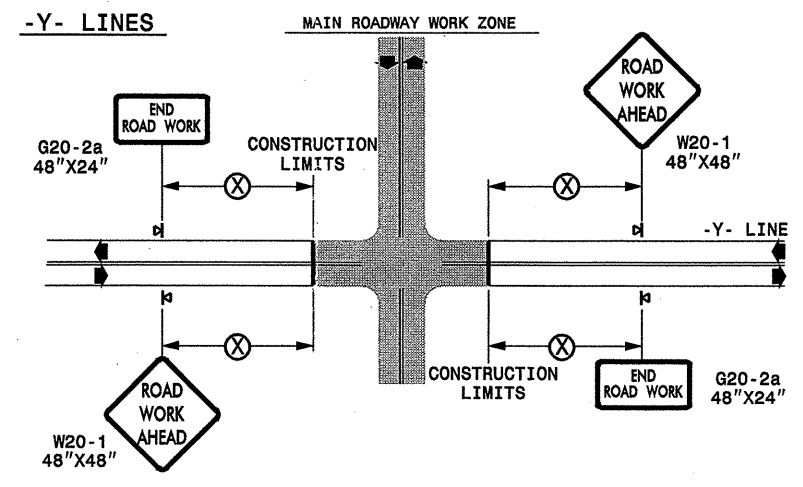 -Y- LINES
MAIN ROADWAY WORK ZONE
END
ROAD WORK
G20-2a
48"X24"
CONSTRUCTION
LIMITS
ROAD
WORK
AHEAD
W20-1
48"X48"
X
X
-Y- LINE
X
X
ROAD
WORK
AHEAD
W20-1
48"X48"
CONSTRUCTION
LIMITS
END
ROAD WORK
G20-2a
48"X24"